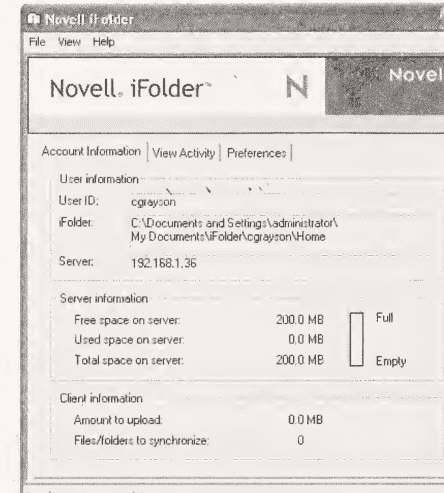 Novell iFolder
File View Help
Novell. iFolder™ N Novel
Account Information View Activity Preferences
User information
User ID: cgrayson
iFolder: C:\Documents and Settings\administrator\
My Documents\iFolder\cgrayson\Home
Server: 192.168.1.36
Server information
Free space on server: 200.0 MB Full
Used space on server: 0.0 MB
Total space on server: 200.0 MB Empty
Client information
Amount to upload: 0.0 MB
Files/folders to synchronize: 0